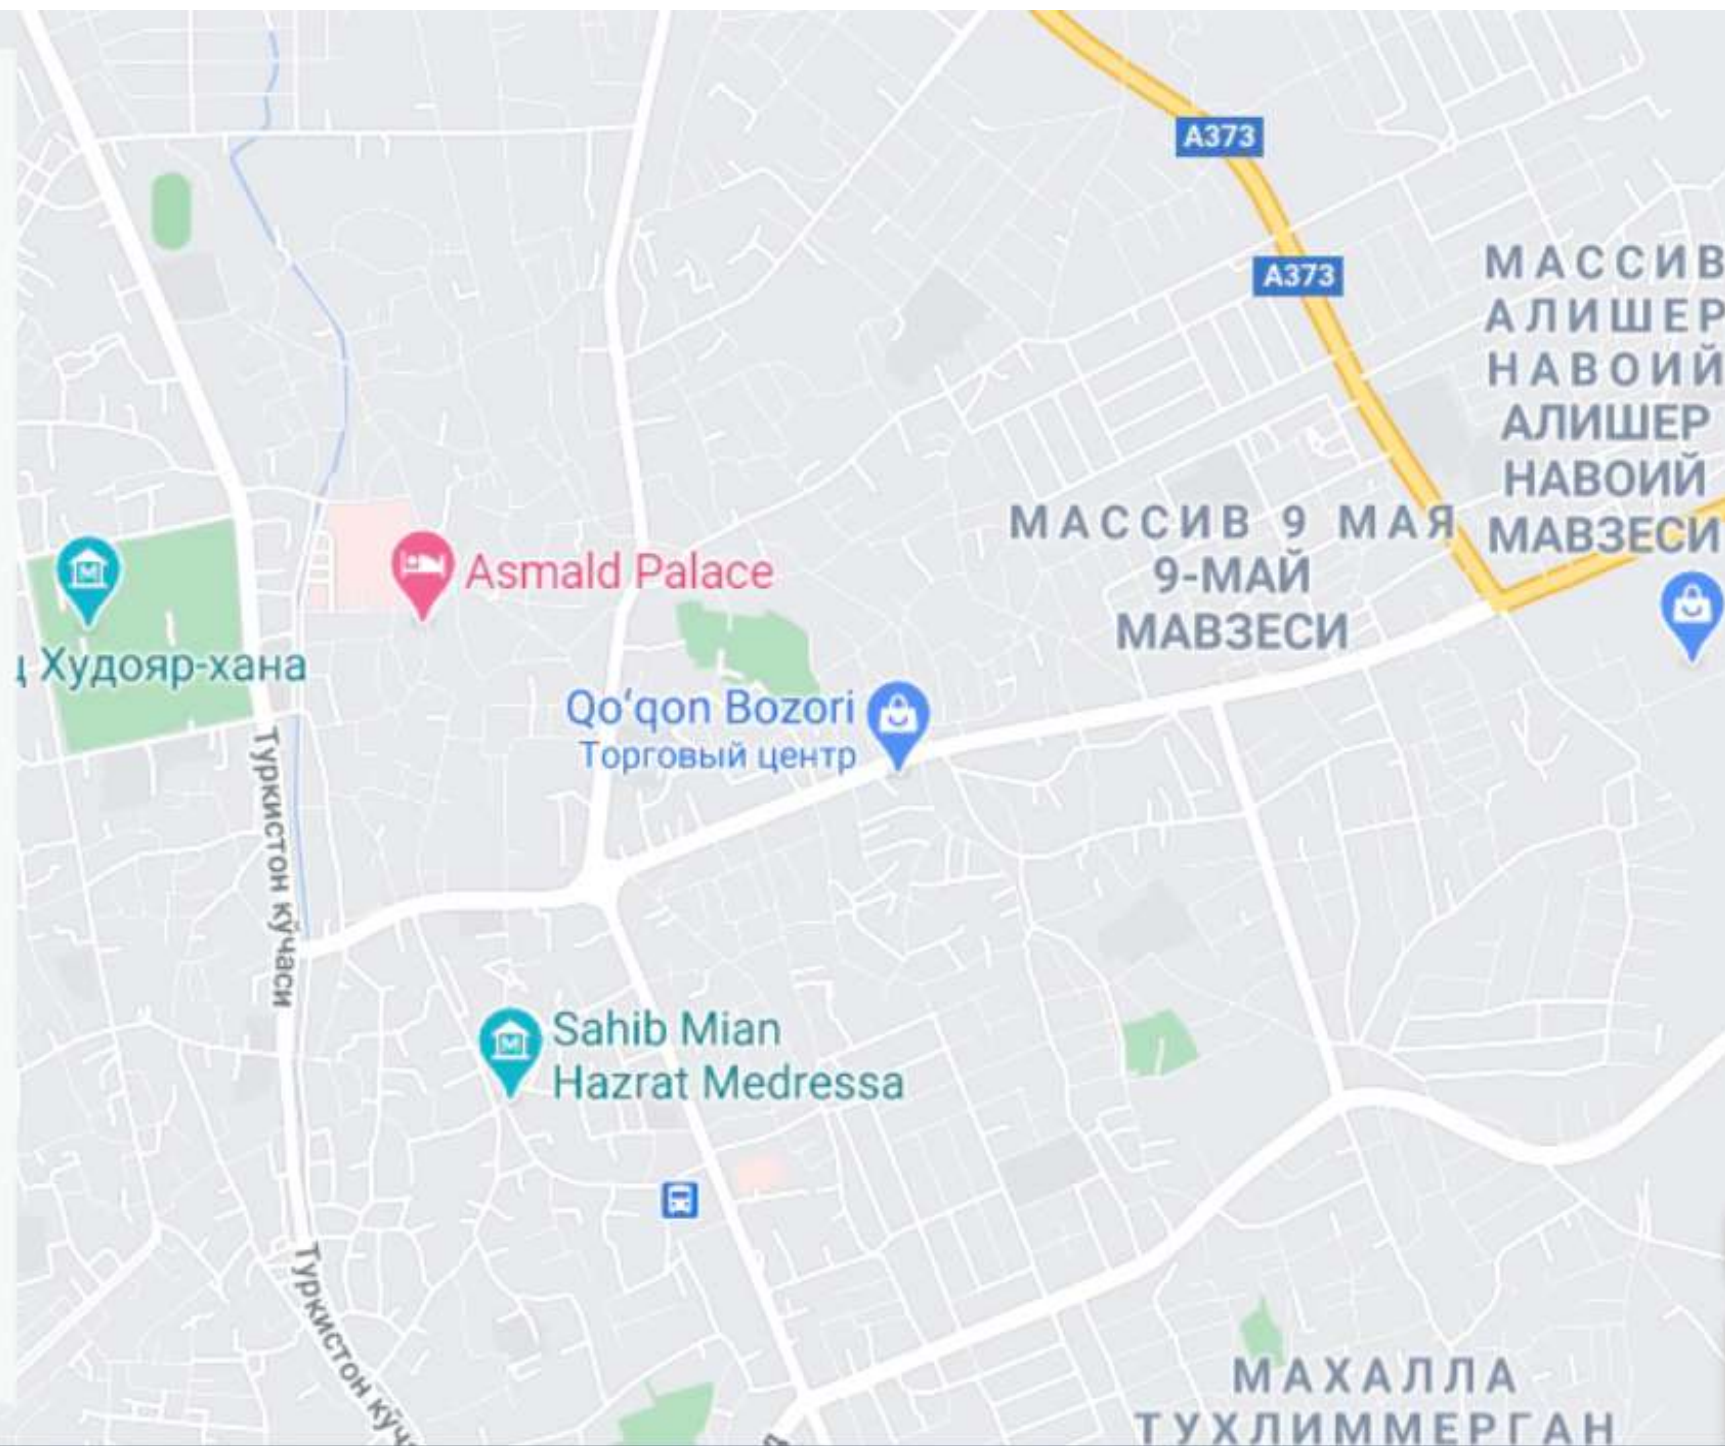 A373
A373
МАССИВ
АЛИШЕР
НАВОИЙ
АЛИШЕР
НАВОИЙ
МАВЗЕСИ
МАССИВ 9 МАЯ
9-МАЙ
МАВЗЕСИ
Asmald Palace
ц Худояр-хана
Qo‘qon Bozori
Торговый центр
Туркистон кўчаси
Sahib Mian
Hazrat Medressa
Туркистон кўч
МАХАЛЛА
ТУХЛИММЕРГАН